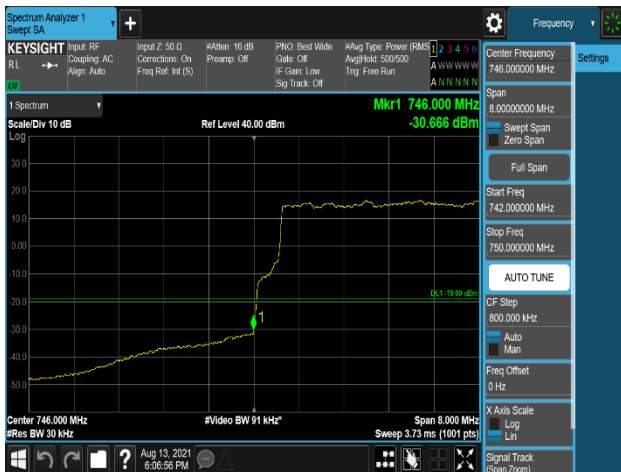 Spectrum Analyzer 1
Swept SA
+
Frequency
KEYSIGHT
RL
Input: RF
Coupling: AC
Align: Auto
Input Z: 50 Ω
Corrections: On
Freq Ref: Int (S)
#Atten: 16 dB
Preamp: Off
PNO: Best Wide
Gate: Off
IF Gain: Low
Sig Track: Off
#Avg Type: Power (RMS
Avg|Hold: 500/500
Trig: Free Run
1 2 3 4 5 6
A W W W W W
A N N N N N
1 Spectrum
Scale/Div 10 dB
Ref Level 40.00 dBm
Mkr1 746.000 MHz
-30.666 dBm
Log
30.0
20.0
10.0
0.00
-10.0
-20.0
-30.0
-40.0
-50.0
DL1 -19.00 dBm
1
Center 746.000 MHz
#Video BW 91 kHz*
Span 8.000 MHz
#Res BW 30 kHz
Sweep 3.73 ms (1001 pts)
?
Aug 13, 2021
6:06:56 PM
Center Frequency
746.000000 MHz
Settings
Span
8.00000000 MHz
Swept Span
Zero Span
Full Span
Start Freq
742.000000 MHz
Stop Freq
750.000000 MHz
AUTO TUNE
CF Step
800.000 kHz
Auto
Man
Freq Offset
0 Hz
X Axis Scale
Log
Lin
Signal Track
(Span Zoom)